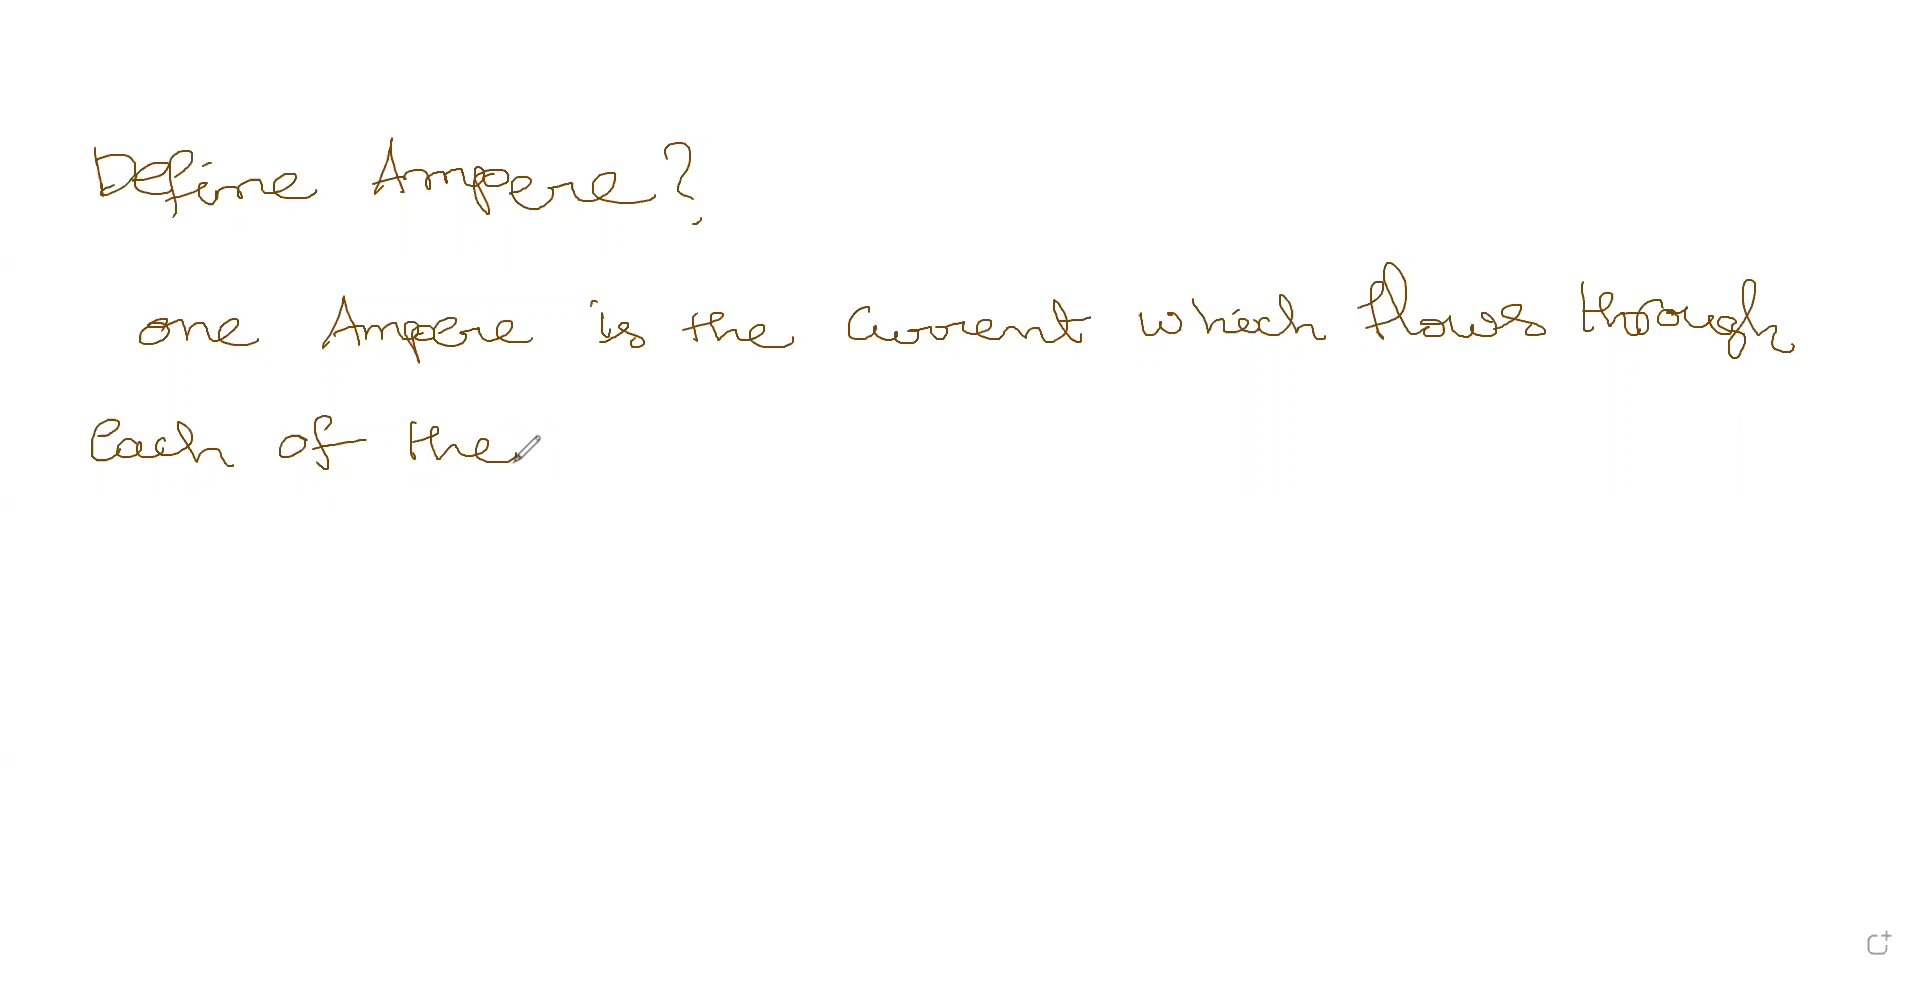 Define Ampere?
one Ampere is the current which flows through
Each of the